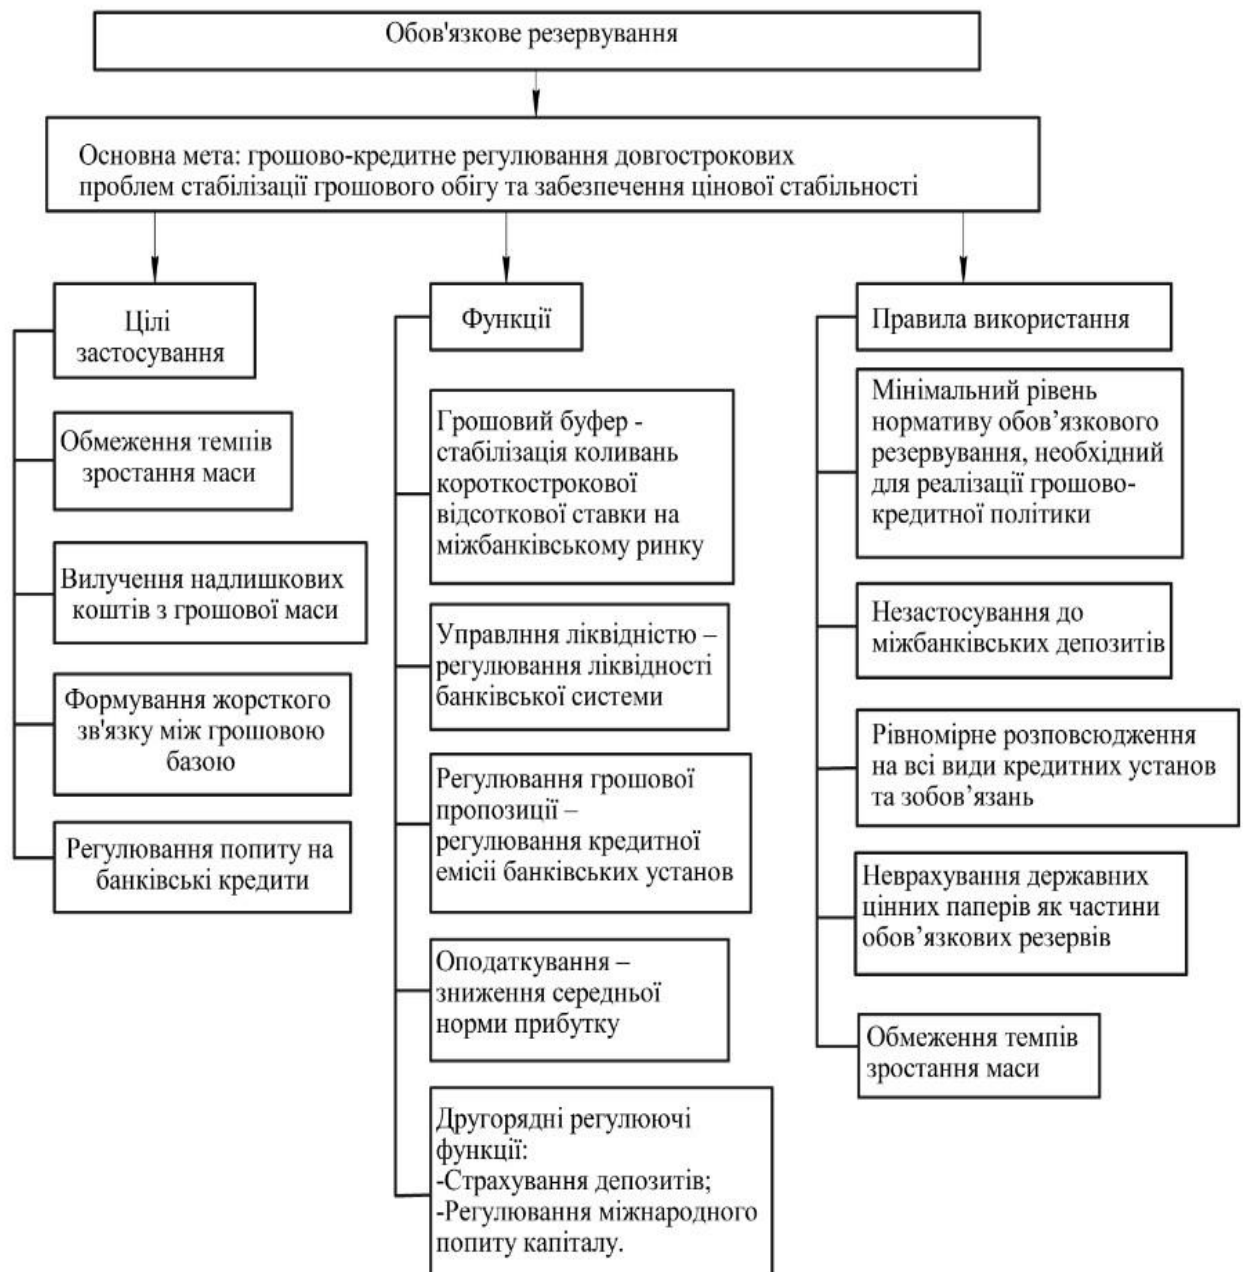 Обов'язкове резервування
Основна мета: грошово-кредитне регулювання довгострокових
проблем стабілізації грошового обігу та забезпечення цінової стабільності
Цілі
застосування
Обмеження темпів
зростання маси
Вилучення надлишкових
коштів з грошової маси
Формування жорсткого
зв'язку між грошовою
базою
Регулювання попиту на
банківські кредити
Функції
Грошовий буфер -
стабілізація коливань
короткострокової
відсоткової ставки на
міжбанківському ринку
Управлння ліквідністю –
регулювання ліквідності
банківської системи
Регулювання грошової
пропозиції –
регулювання кредитної
емісіі банківських установ
Оподаткування –
зниження середньої
норми прибутку
Другорядні регулюючі
функції:
-Страхування депозитів;
-Регулювання міжнародного
попиту капіталу.
Правила використання
Мінімальний рівень
нормативу обов’язкового
резервування, необхідний
для реалізації грошово-
кредитної політики
Незастосування до
міжбанківських депозитів
Рівномірне розповсюдження
на всі види кредитних установ
та зобов’язань
Неврахування державних
цінних паперів як частини
обов’язкових резервів
Обмеження темпів
зростання маси